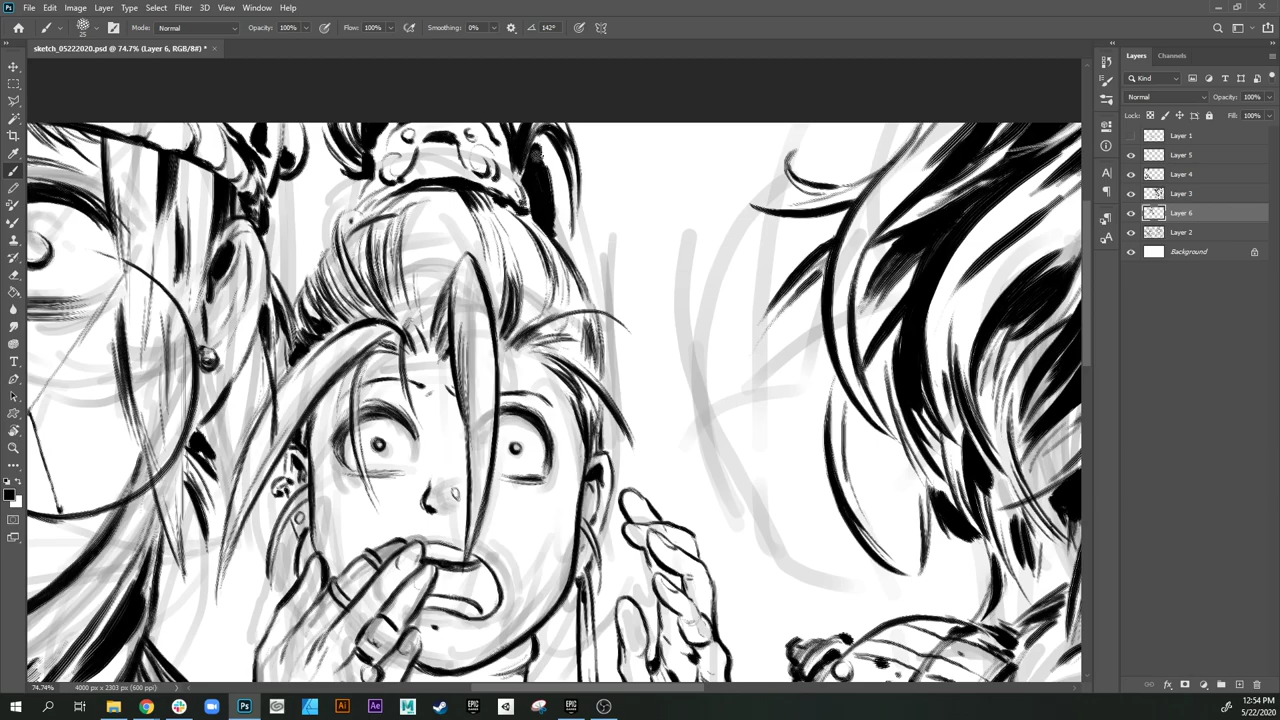 Ps File Edit Image Layer Type Select Filter 3D View Window Help
25 Mode: Normal Opacity: 100% Flow: 100% Smoothing: 0% 142°
sketch_05222020.psd @ 74.7% (Layer 6, RGB/8#) *
Layers Channels
Kind
Normal Opacity: 100%
Lock: Fill: 100%
Layer 1
Layer 5
Layer 4
Layer 3
Layer 6
Layer 2
Background
74.74% 4000 px x 2303 px (600 ppi)
12:54 PM
5/22/2020